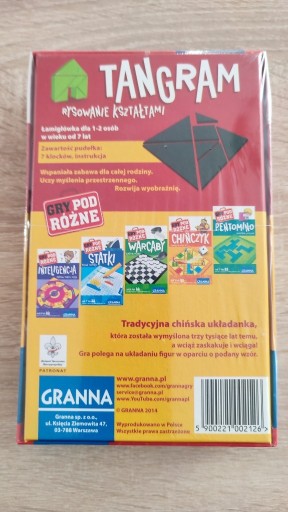 TANGRAM
RYSOWANIE KSZTAŁTAMI
Łamigłówka dla 1-2 osób
w wieku od 7 lat
Zawartość pudełka:
7 klocków, instrukcja
Wspaniała zabawa dla całej rodziny.
Uczy myślenia przestrzennego.
Rozwija wyobraźnię.
GRY POD
RÓŻNE
INTELIGENCJA
STATKI
WARCABY
CHIŃCZYK
PENTOMINO
Tradycyjna chińska układanka,
która została wymyślona trzy tysiące lat temu,
a wciąż zaskakuje i wciąga!
Gra polega na układaniu figur w oparciu o podany wzór.
PATRONAT
GRANNA
Granna sp. z o.o.,
ul. Księcia Ziemowita 47,
03-788 Warszawa
www.granna.pl
www.facebook.com/grannagry
service@granna.pl
www.YouTube.com/grannapl
© GRANNA 2014
Wyprodukowano w Polsce
Wszystkie prawa zastrzeżone
5 900221 002126 >